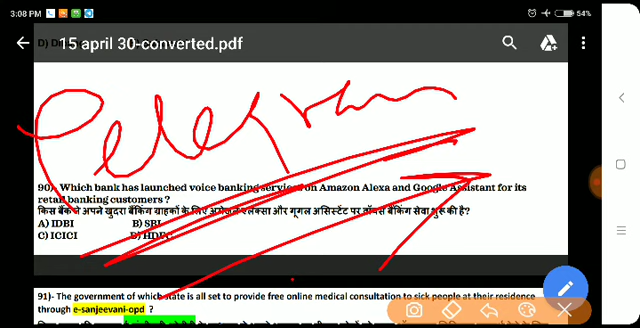 3:08 PM 54%
D) D
15 april 30-converted.pdf
90)- Which bank has launched voice banking services on Amazon Alexa and Google Assistant for its
retail banking customers ?
किस बैंक ने अपने खुदरा बैंकिंग ग्राहकों के लिए अमेज़न एलेक्सा और गूगल असिस्टेंट पर वॉयस बैंकिंग सेवा शुरू की है?
A) IDBI B) SBI
C) ICICI D) HDFC
91)- The government of which state is all set to provide free online medical consultation to sick people at their residence
through e-sanjeevani-opd ?